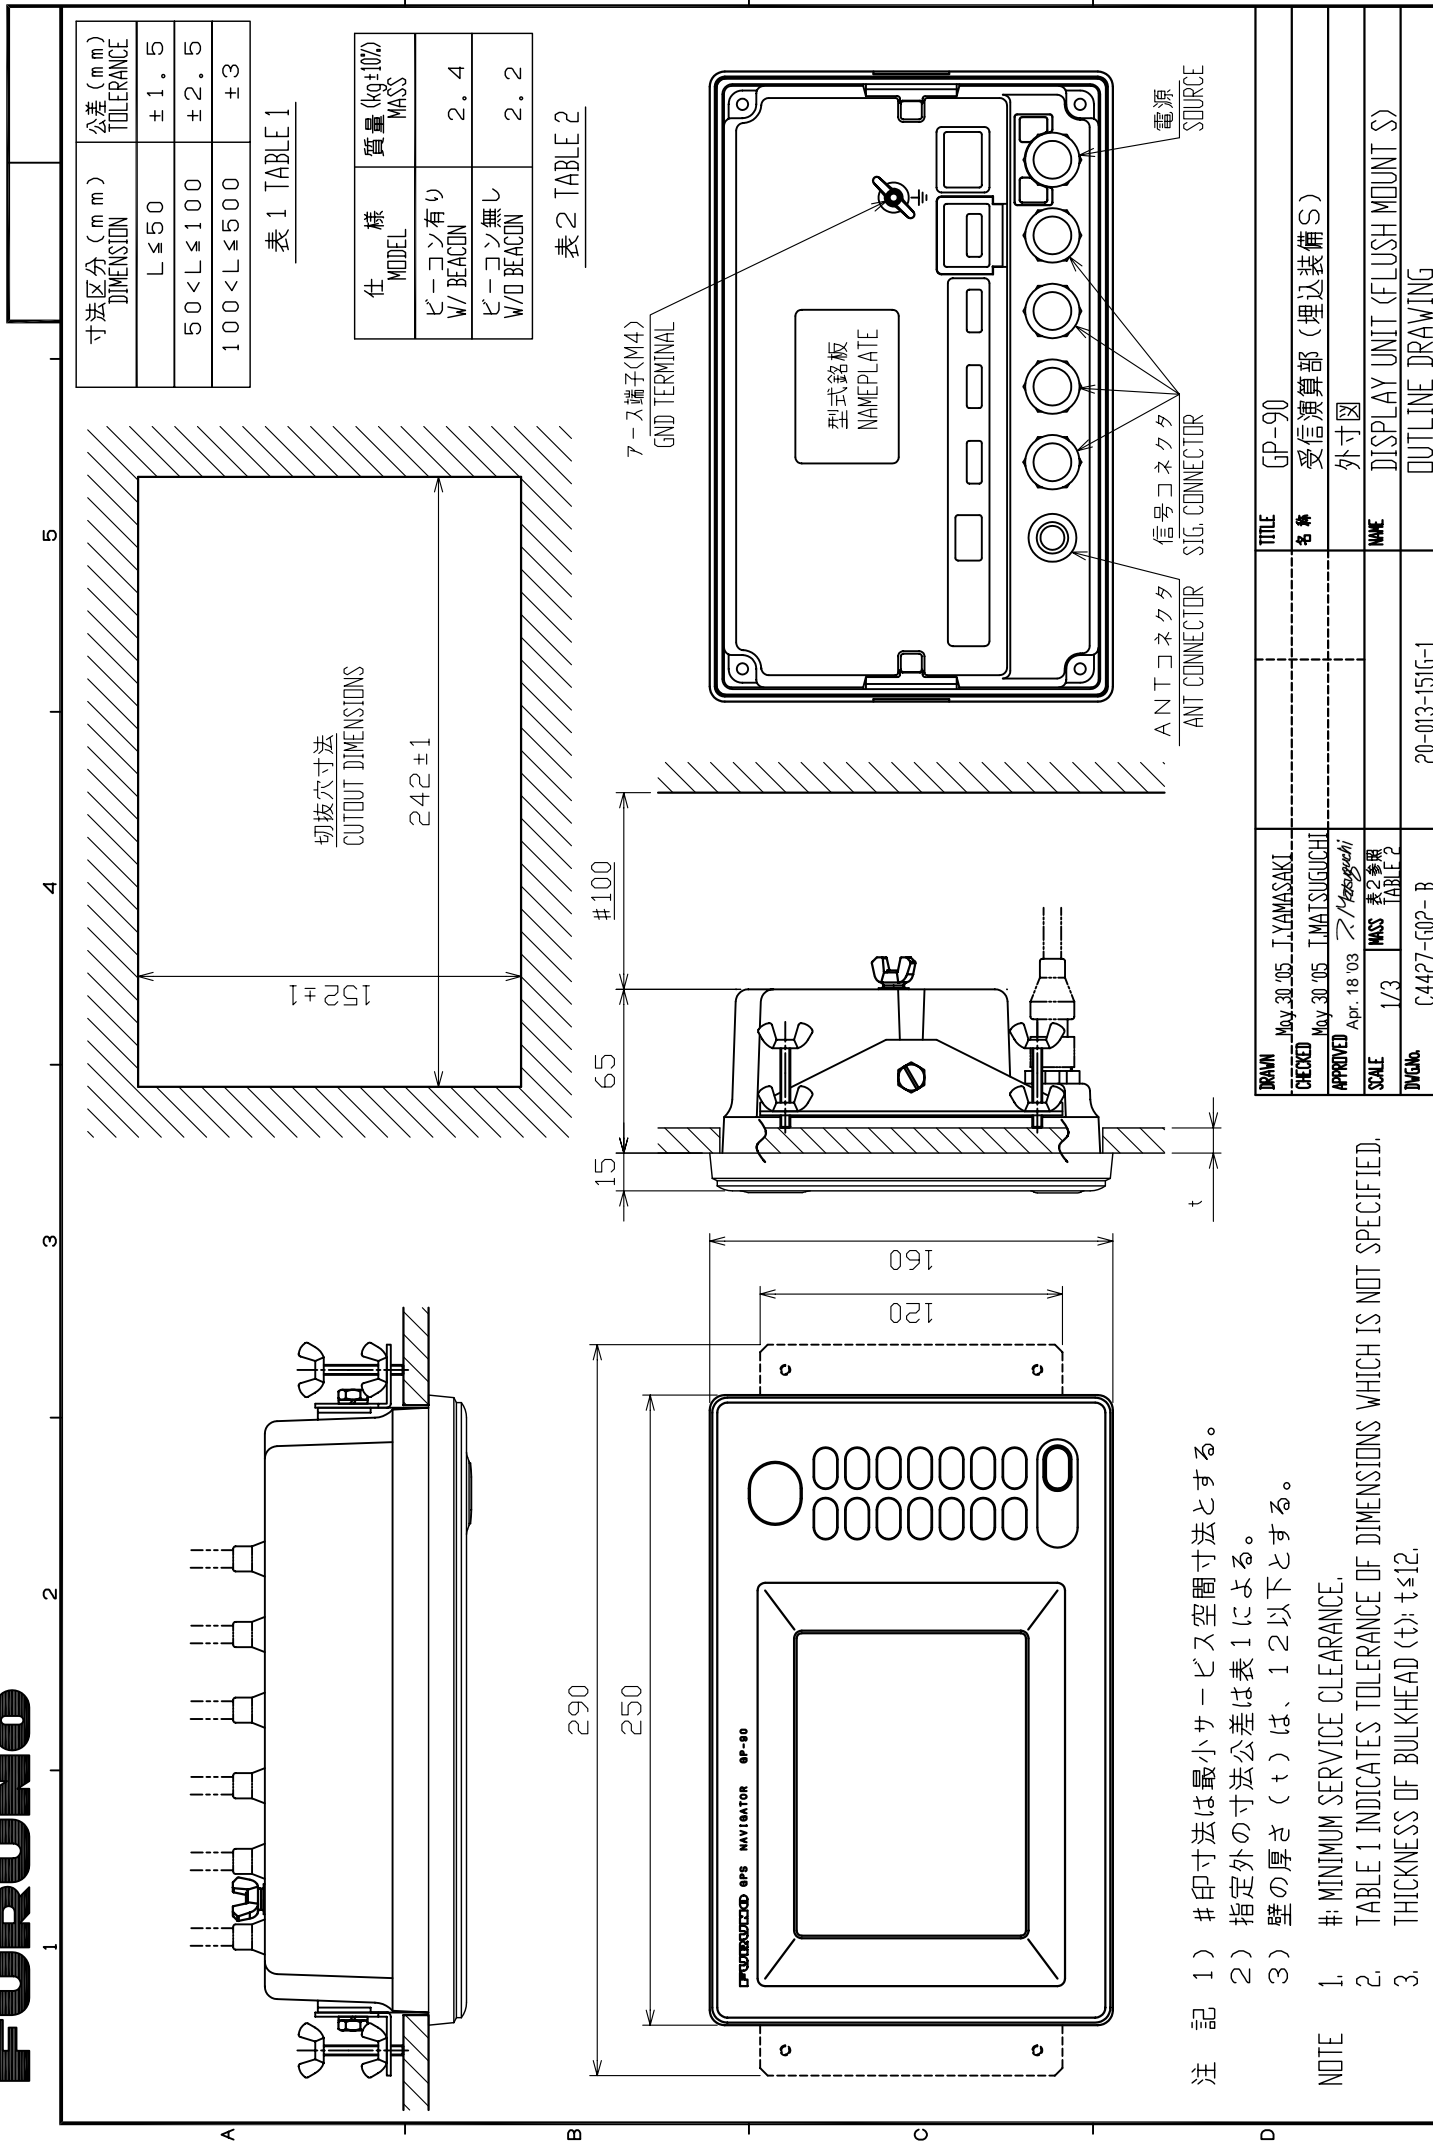 FURUNO
1
2
3
4
5
A
B
C
D
寸法区分 (mm)
DIMENSION
公差 (mm)
TOLERANCE
L≤50
±1.5
50<L≤100
±2.5
100<L≤500
±3
表1 TABLE 1
仕 様
MODEL
質量 (kg±10%)
MASS
ビーコン有り
W/ BEACON
2.4
ビーコン無し
W/O BEACON
2.2
表2 TABLE 2
切抜穴寸法
CUTOUT DIMENSIONS
242±1
152±1
290
250
160
120
15
65
#100
t
FURUNO GPS NAVIGATOR GP-90
アース端子(M4)
GND TERMINAL
型式銘板
NAMEPLATE
ANTコネクタ
ANT CONNECTOR
信号コネクタ
SIG. CONNECTOR
電源
SOURCE
注 記 1) #印寸法は最小サービス空間寸法とする。
2) 指定外の寸法公差は表1による。
3) 壁の厚さ(t)は、12以下とする。
NOTE 1. #: MINIMUM SERVICE CLEARANCE.
2. TABLE 1 INDICATES TOLERANCE OF DIMENSIONS WHICH IS NOT SPECIFIED.
3. THICKNESS OF BULKHEAD (t): t≤12.
DRAWN May 30 '05 T.YAMASAKI
CHECKED May 30 '05 T.MATSUGUCHI
APPROVED Apr. 18 '03
SCALE 1/3 MASS 表2参照 TABLE 2
DWG.No. C4427-G02- B
20-013-151G-1
TITLE GP-90
名称 受信演算部 (埋込装備S)
外寸図
NAME DISPLAY UNIT (FLUSH MOUNT S)
OUTLINE DRAWING